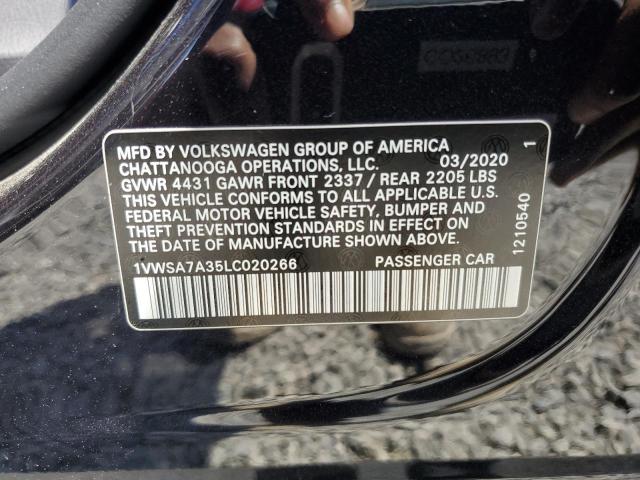 MFD BY VOLKSWAGEN GROUP OF AMERICA
CHATTANOOGA OPERATIONS, LLC. 03/2020
GVWR 4431 GAWR FRONT 2337 / REAR 2205 LBS
THIS VEHICLE CONFORMS TO ALL APPLICABLE U.S.
FEDERAL MOTOR VEHICLE SAFETY, BUMPER AND
THEFT PREVENTION STANDARDS IN EFFECT ON
THE DATE OF MANUFACTURE SHOWN ABOVE.
1VWSA7A35LC020266 PASSENGER CAR
1210540 1